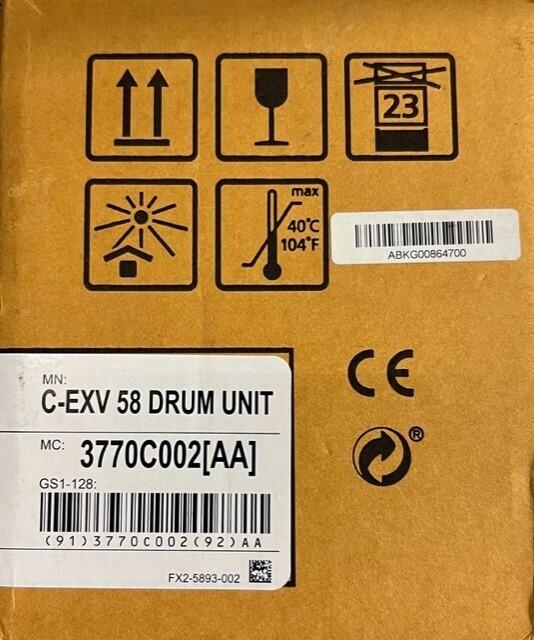 23
max
40°C
104°F
ABKG00864700
CE
®
MN:
C-EXV 58 DRUM UNIT
MC: 3770C002[AA]
GS1-128:
(91)3770C002(92)AA
FX2-5893-002